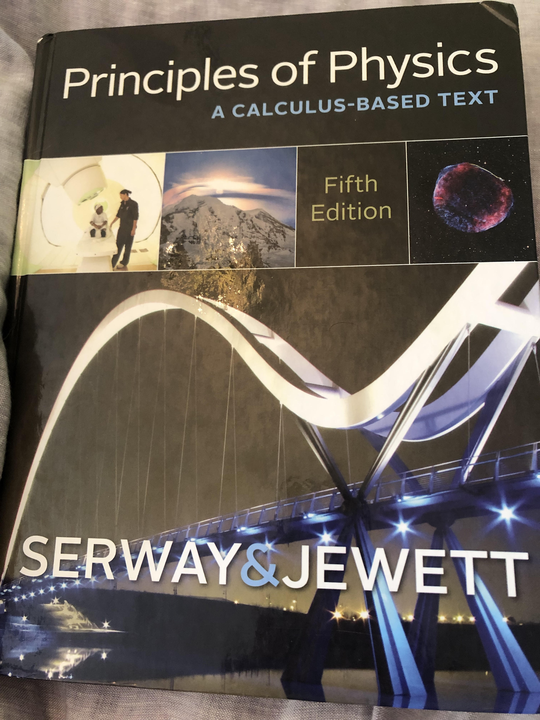 Principles of Physics
A CALCULUS-BASED TEXT
Fifth
Edition
SERWAY&JEWETT